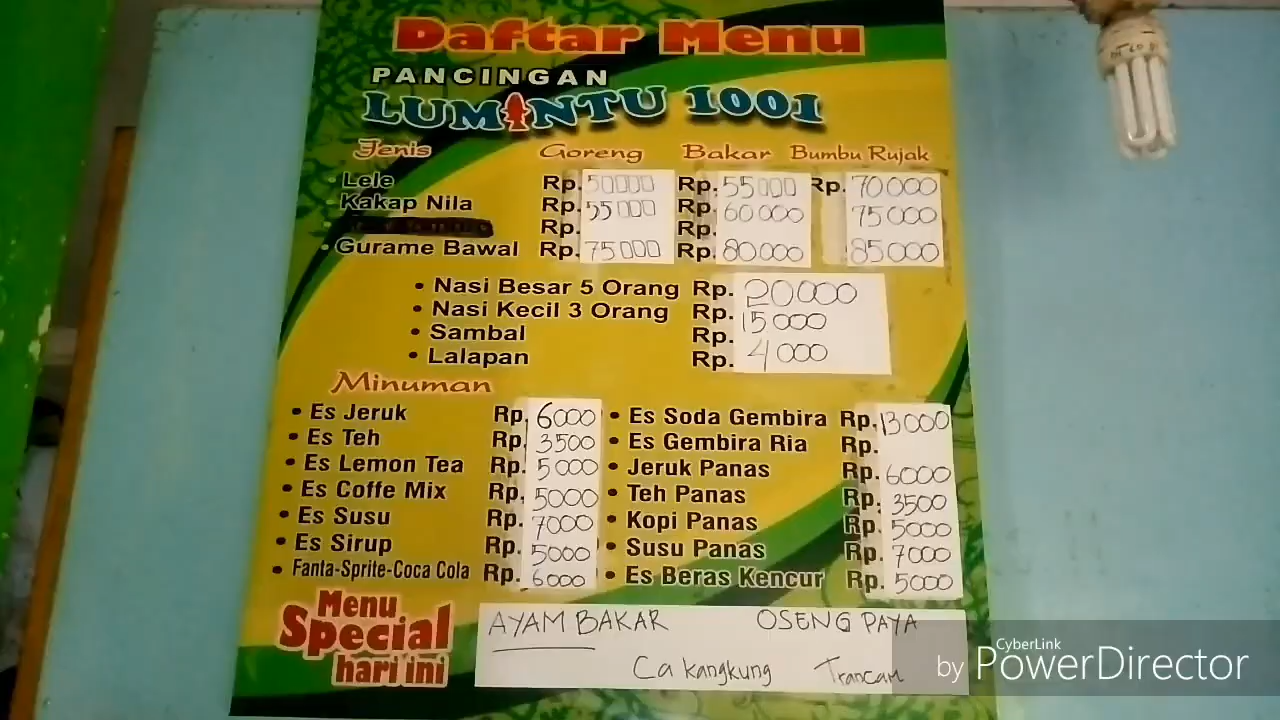 Daftar Menu
PANCINGAN
LUMINTU 1001
Jenis Goreng Bakar Bumbu Rujak
Lele Rp. 50000 Rp. 55000 Rp. 70000
Kakap Nila Rp. 55000 Rp. 60000 75000
Rp. Rp.
Gurame Bawal Rp. 75000 Rp. 80000 85000
• Nasi Besar 5 Orang Rp. 20000
• Nasi Kecil 3 Orang Rp. 15000
• Sambal Rp.
• Lalapan Rp. 4000
Minuman
• Es Jeruk Rp. 6000 • Es Soda Gembira Rp. 13000
• Es Teh Rp. 3500 • Es Gembira Ria Rp.
• Es Lemon Tea Rp. 5000 • Jeruk Panas Rp. 6000
• Es Coffe Mix Rp. 5000 • Teh Panas Rp. 3500
• Es Susu Rp. 7000 • Kopi Panas Rp. 5000
• Es Sirup Rp. 5000 • Susu Panas Rp. 7000
• Fanta-Sprite-Coca Cola Rp. 6000 • Es Beras Kencur Rp. 5000
Menu Special hari ini
AYAM BAKAR OSENG PAYA
Ca kangkung Trancam
by CyberLink PowerDirector